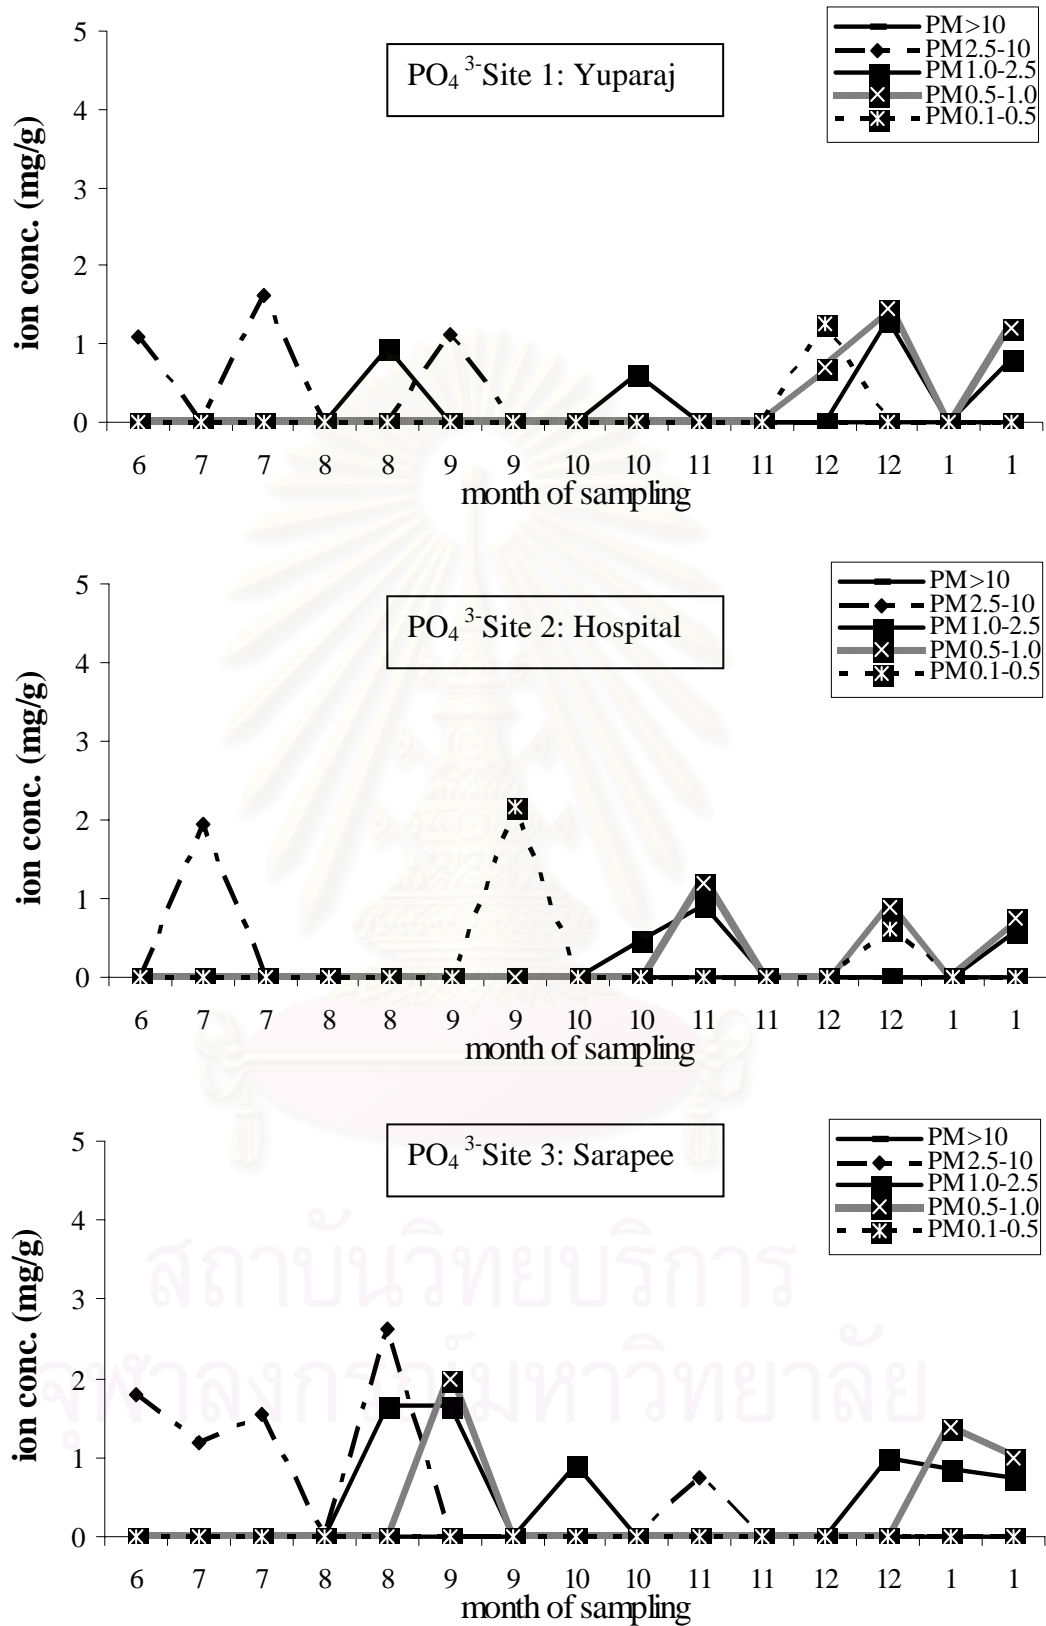 PO₄ ³⁻Site 1: Yuparaj
PM>10
PM2.5-10
PM1.0-2.5
PM0.5-1.0
PM0.1-0.5
ion conc. (mg/g)
5
4
3
2
1
0
6 7 7 8 8 9 9 10 10 11 11 12 12 1 1
month of sampling
PO₄ ³⁻Site 2: Hospital
PM>10
PM2.5-10
PM1.0-2.5
PM0.5-1.0
PM0.1-0.5
ion conc. (mg/g)
5
4
3
2
1
0
6 7 7 8 8 9 9 10 10 11 11 12 12 1 1
month of sampling
PO₄ ³⁻Site 3: Sarapee
PM>10
PM2.5-10
PM1.0-2.5
PM0.5-1.0
PM0.1-0.5
ion conc. (mg/g)
5
4
3
2
1
0
6 7 7 8 8 9 9 10 10 11 11 12 12 1 1
month of sampling
สถาบันวิทยบริการ
จุฬาลงกรณ์มหาวิทยาลัย